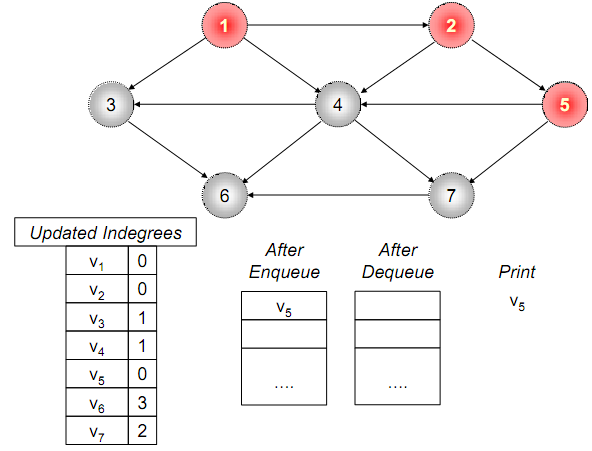 1 2
3 4 5
6 7
Updated Indegrees
v1 0
v2 0
v3 1
v4 1
v5 0
v6 3
v7 2
After Enqueue
v5
....
After Dequeue
....
Print
v5